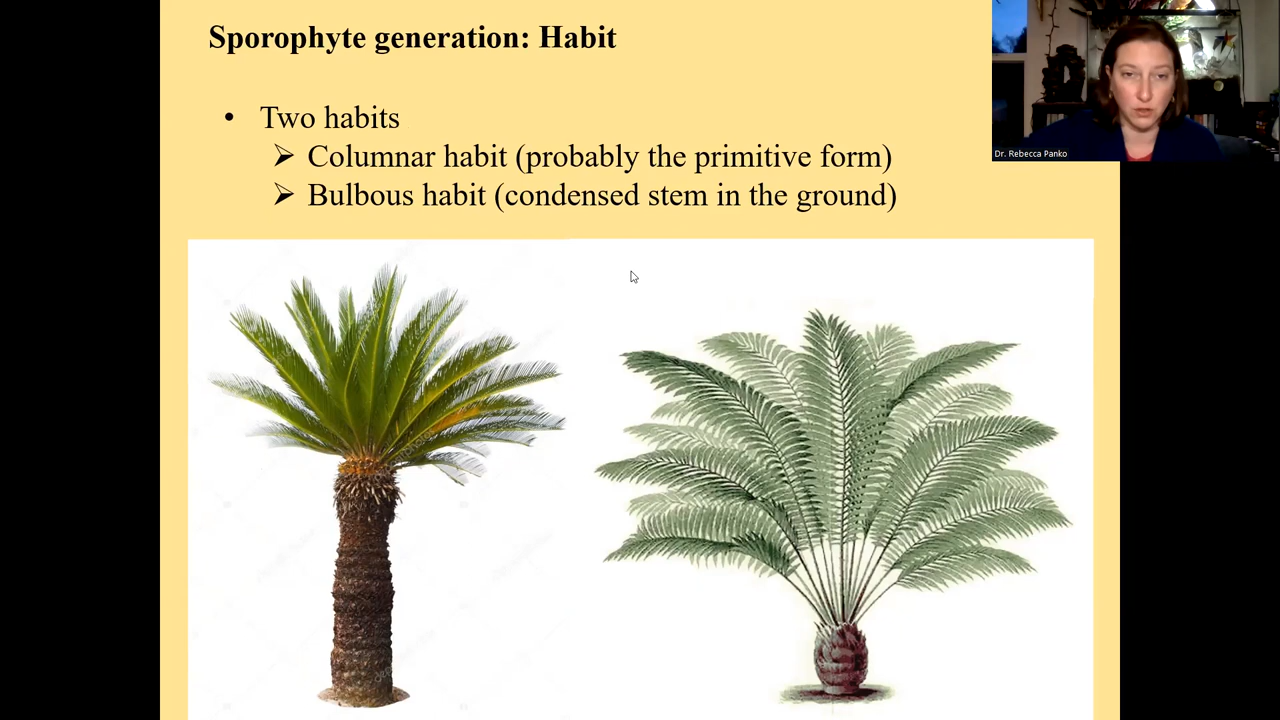 Sporophyte generation: Habit
• Two habits
➢ Columnar habit (probably the primitive form)
➢ Bulbous habit (condensed stem in the ground)
Dr. Rebecca Panko